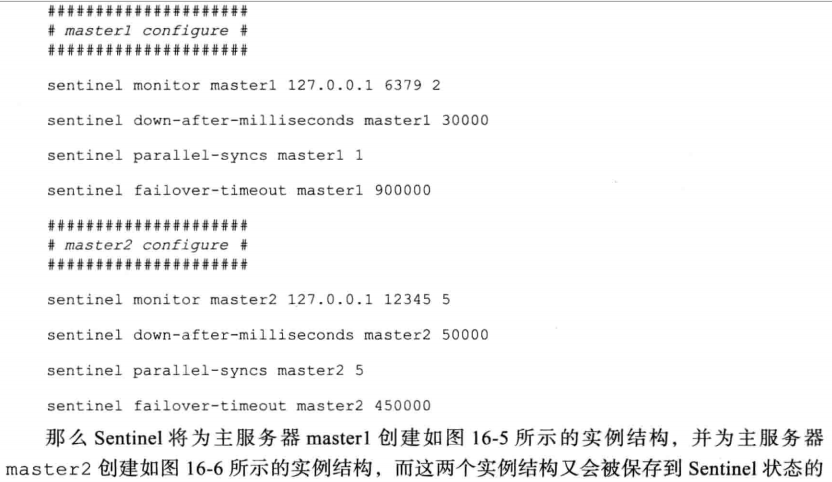 #####################
# master1 configure #
#####################
sentinel monitor master1 127.0.0.1 6379 2
sentinel down-after-milliseconds master1 30000
sentinel parallel-syncs master1 1
sentinel failover-timeout master1 900000
#####################
# master2 configure #
#####################
sentinel monitor master2 127.0.0.1 12345 5
sentinel down-after-milliseconds master2 50000
sentinel parallel-syncs master2 5
sentinel failover-timeout master2 450000
那么 Sentinel 将为主服务器 master1 创建如图 16-5 所示的实例结构，并为主服务器
master2 创建如图 16-6 所示的实例结构，而这两个实例结构又会被保存到 Sentinel 状态的